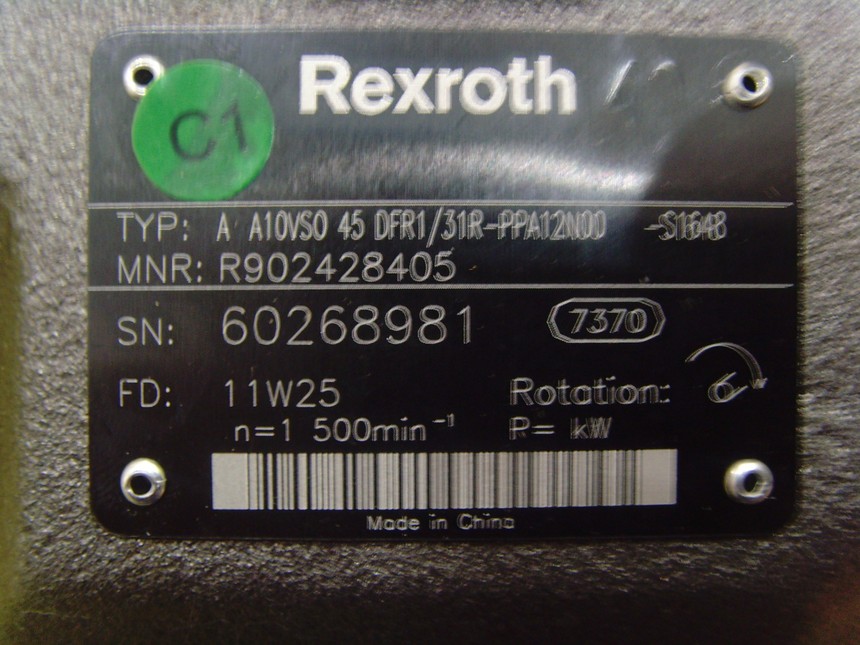 Rexroth
C1
TYP: A A10VSO 45 DFR1/31R-PPA12N00 -S1648
MNR: R902428405
SN: 60268981 7370
FD: 11W25 Rotation:
n=1 500min⁻¹ P= kW
Made in China